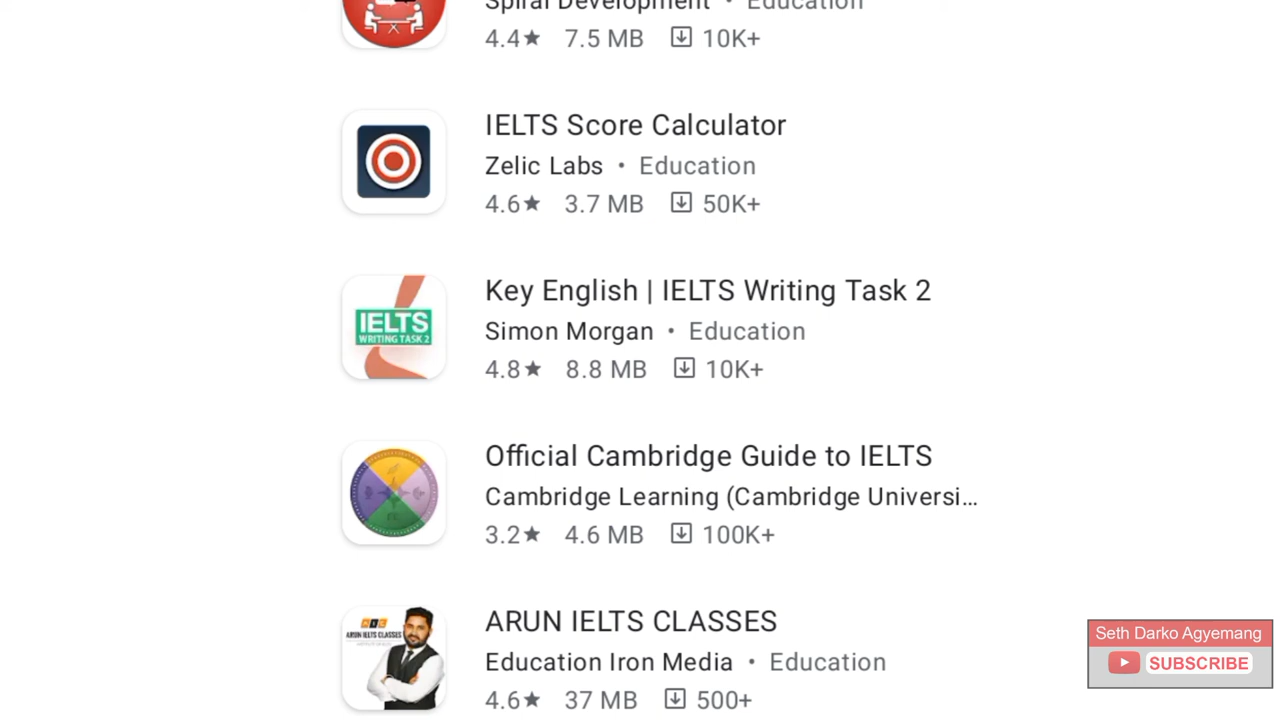 Spiral Development • Education
4.4★ 7.5 MB 10K+
IELTS Score Calculator
Zelic Labs • Education
4.6★ 3.7 MB 50K+
Key English | IELTS Writing Task 2
IELTS
WRITING TASK 2
Simon Morgan • Education
4.8★ 8.8 MB 10K+
Official Cambridge Guide to IELTS
Cambridge Learning (Cambridge Universi...
3.2★ 4.6 MB 100K+
ARUN IELTS CLASSES
ARUN IELTS CLASSES
Education Iron Media • Education
4.6★ 37 MB 500+
Seth Darko Agyemang
SUBSCRIBE